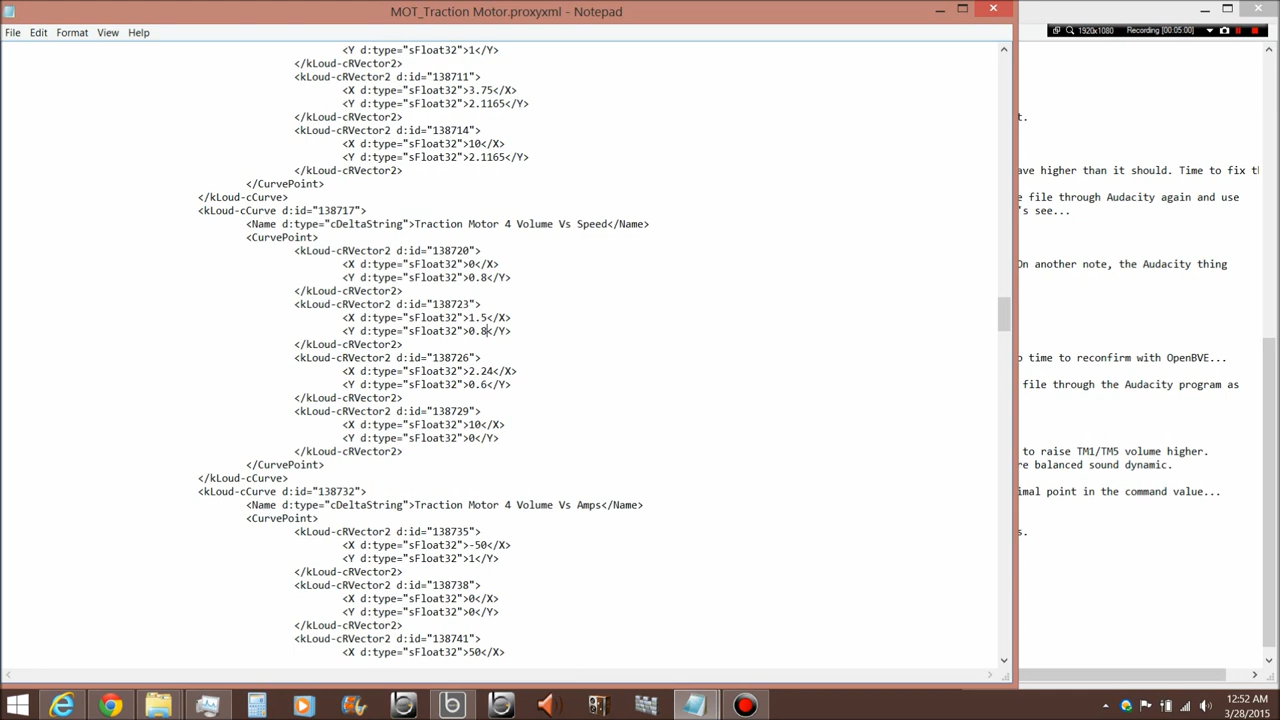 MOT_Traction Motor.proxyxml - Notepad
File Edit Format View Help
1920x1080 Recording [00:05:00]
<Y d:type="sFloat32">1</Y>
</kLoud-cRVector2>
<kLoud-cRVector2 d:id="138711">
<X d:type="sFloat32">3.75</X>
<Y d:type="sFloat32">2.1165</Y>
</kLoud-cRVector2>
<kLoud-cRVector2 d:id="138714">
<X d:type="sFloat32">10</X>
<Y d:type="sFloat32">2.1165</Y>
</kLoud-cRVector2>
</CurvePoint>
</kLoud-cCurve>
<kLoud-cCurve d:id="138717">
<Name d:type="cDeltaString">Traction Motor 4 Volume Vs Speed</Name>
<CurvePoint>
<kLoud-cRVector2 d:id="138720">
<X d:type="sFloat32">0</X>
<Y d:type="sFloat32">0.8</Y>
</kLoud-cRVector2>
<kLoud-cRVector2 d:id="138723">
<X d:type="sFloat32">1.5</X>
<Y d:type="sFloat32">0.8</Y>
</kLoud-cRVector2>
<kLoud-cRVector2 d:id="138726">
<X d:type="sFloat32">2.24</X>
<Y d:type="sFloat32">0.6</Y>
</kLoud-cRVector2>
<kLoud-cRVector2 d:id="138729">
<X d:type="sFloat32">10</X>
<Y d:type="sFloat32">0</Y>
</kLoud-cRVector2>
</CurvePoint>
</kLoud-cCurve>
<kLoud-cCurve d:id="138732">
<Name d:type="cDeltaString">Traction Motor 4 Volume Vs Amps</Name>
<CurvePoint>
<kLoud-cRVector2 d:id="138735">
<X d:type="sFloat32">-50</X>
<Y d:type="sFloat32">1</Y>
</kLoud-cRVector2>
<kLoud-cRVector2 d:id="138738">
<X d:type="sFloat32">0</X>
<Y d:type="sFloat32">0</Y>
</kLoud-cRVector2>
<kLoud-cRVector2 d:id="138741">
<X d:type="sFloat32">50</X>
t.
ave higher than it should. Time to fix th
e file through Audacity again and use
's see...
On another note, the Audacity thing
o time to reconfirm with OpenBVE...
file through the Audacity program as
to raise TM1/TM5 volume higher.
re balanced sound dynamic.
imal point in the command value...
s.
12:52 AM
3/28/2015